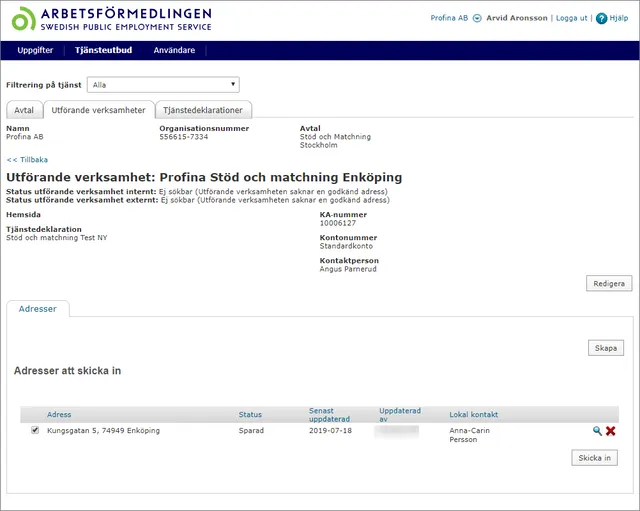 ARBETSFÖRMEDLINGEN
SWEDISH PUBLIC EMPLOYMENT SERVICE
Profina AB | Arvid Aronsson | Logga ut | ? Hjälp
Uppgifter Tjänsteutbud Användare
Filtrering på tjänst Alla
Avtal Utförande verksamheter Tjänstedeklarationer
Namn Organisationsnummer Avtal
Profina AB 556615-7334 Stöd och Matchning
Stockholm
<< Tillbaka
Utförande verksamhet: Profina Stöd och matchning Enköping
Status utförande verksamhet internt: Ej sökbar (Utförande verksamheten saknar en godkänd adress)
Status utförande verksamhet externt: Ej sökbar (Utförande verksamheten saknar en godkänd adress)
Hemsida KA-nummer
10006127
Tjänstedeklaration Kontonummer
Stöd och matchning Test NY Standardkonto
Kontaktperson
Angus Parnerud
Redigera
Adresser
Skapa
Adresser att skicka in
Adress Status Senast uppdaterad Uppdaterad av Lokal kontakt
Kungsgatan 5, 74949 Enköping Sparad 2019-07-18 Anna-Carin
Persson
Skicka in